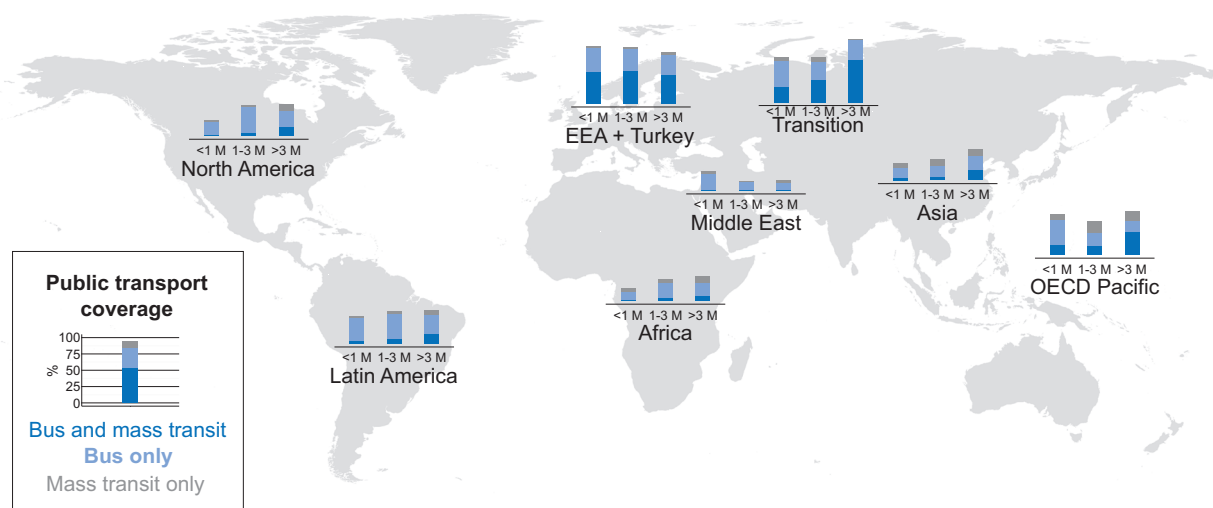 <1 M 1-3 M >3 M
EEA + Turkey
<1 M 1-3 M >3 M
Transition
<1 M 1-3 M >3 M
North America
<1 M 1-3 M >3 M
Asia
<1 M 1-3 M >3 M
Middle East
<1 M 1-3 M >3 M
OECD Pacific
<1 M 1-3 M >3 M
Africa
<1 M 1-3 M >3 M
Latin America
Public transport
coverage
100
75
%
50
25
0
Bus and mass transit
Bus only
Mass transit only